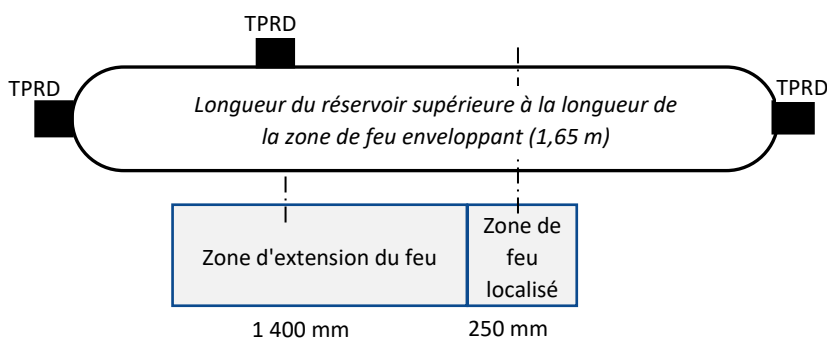 TPRD
TPRD
TPRD
Longueur du réservoir supérieure à la longueur de
la zone de feu enveloppant (1,65 m)
Zone d'extension du feu
Zone de
feu
localisé
1 400 mm
250 mm